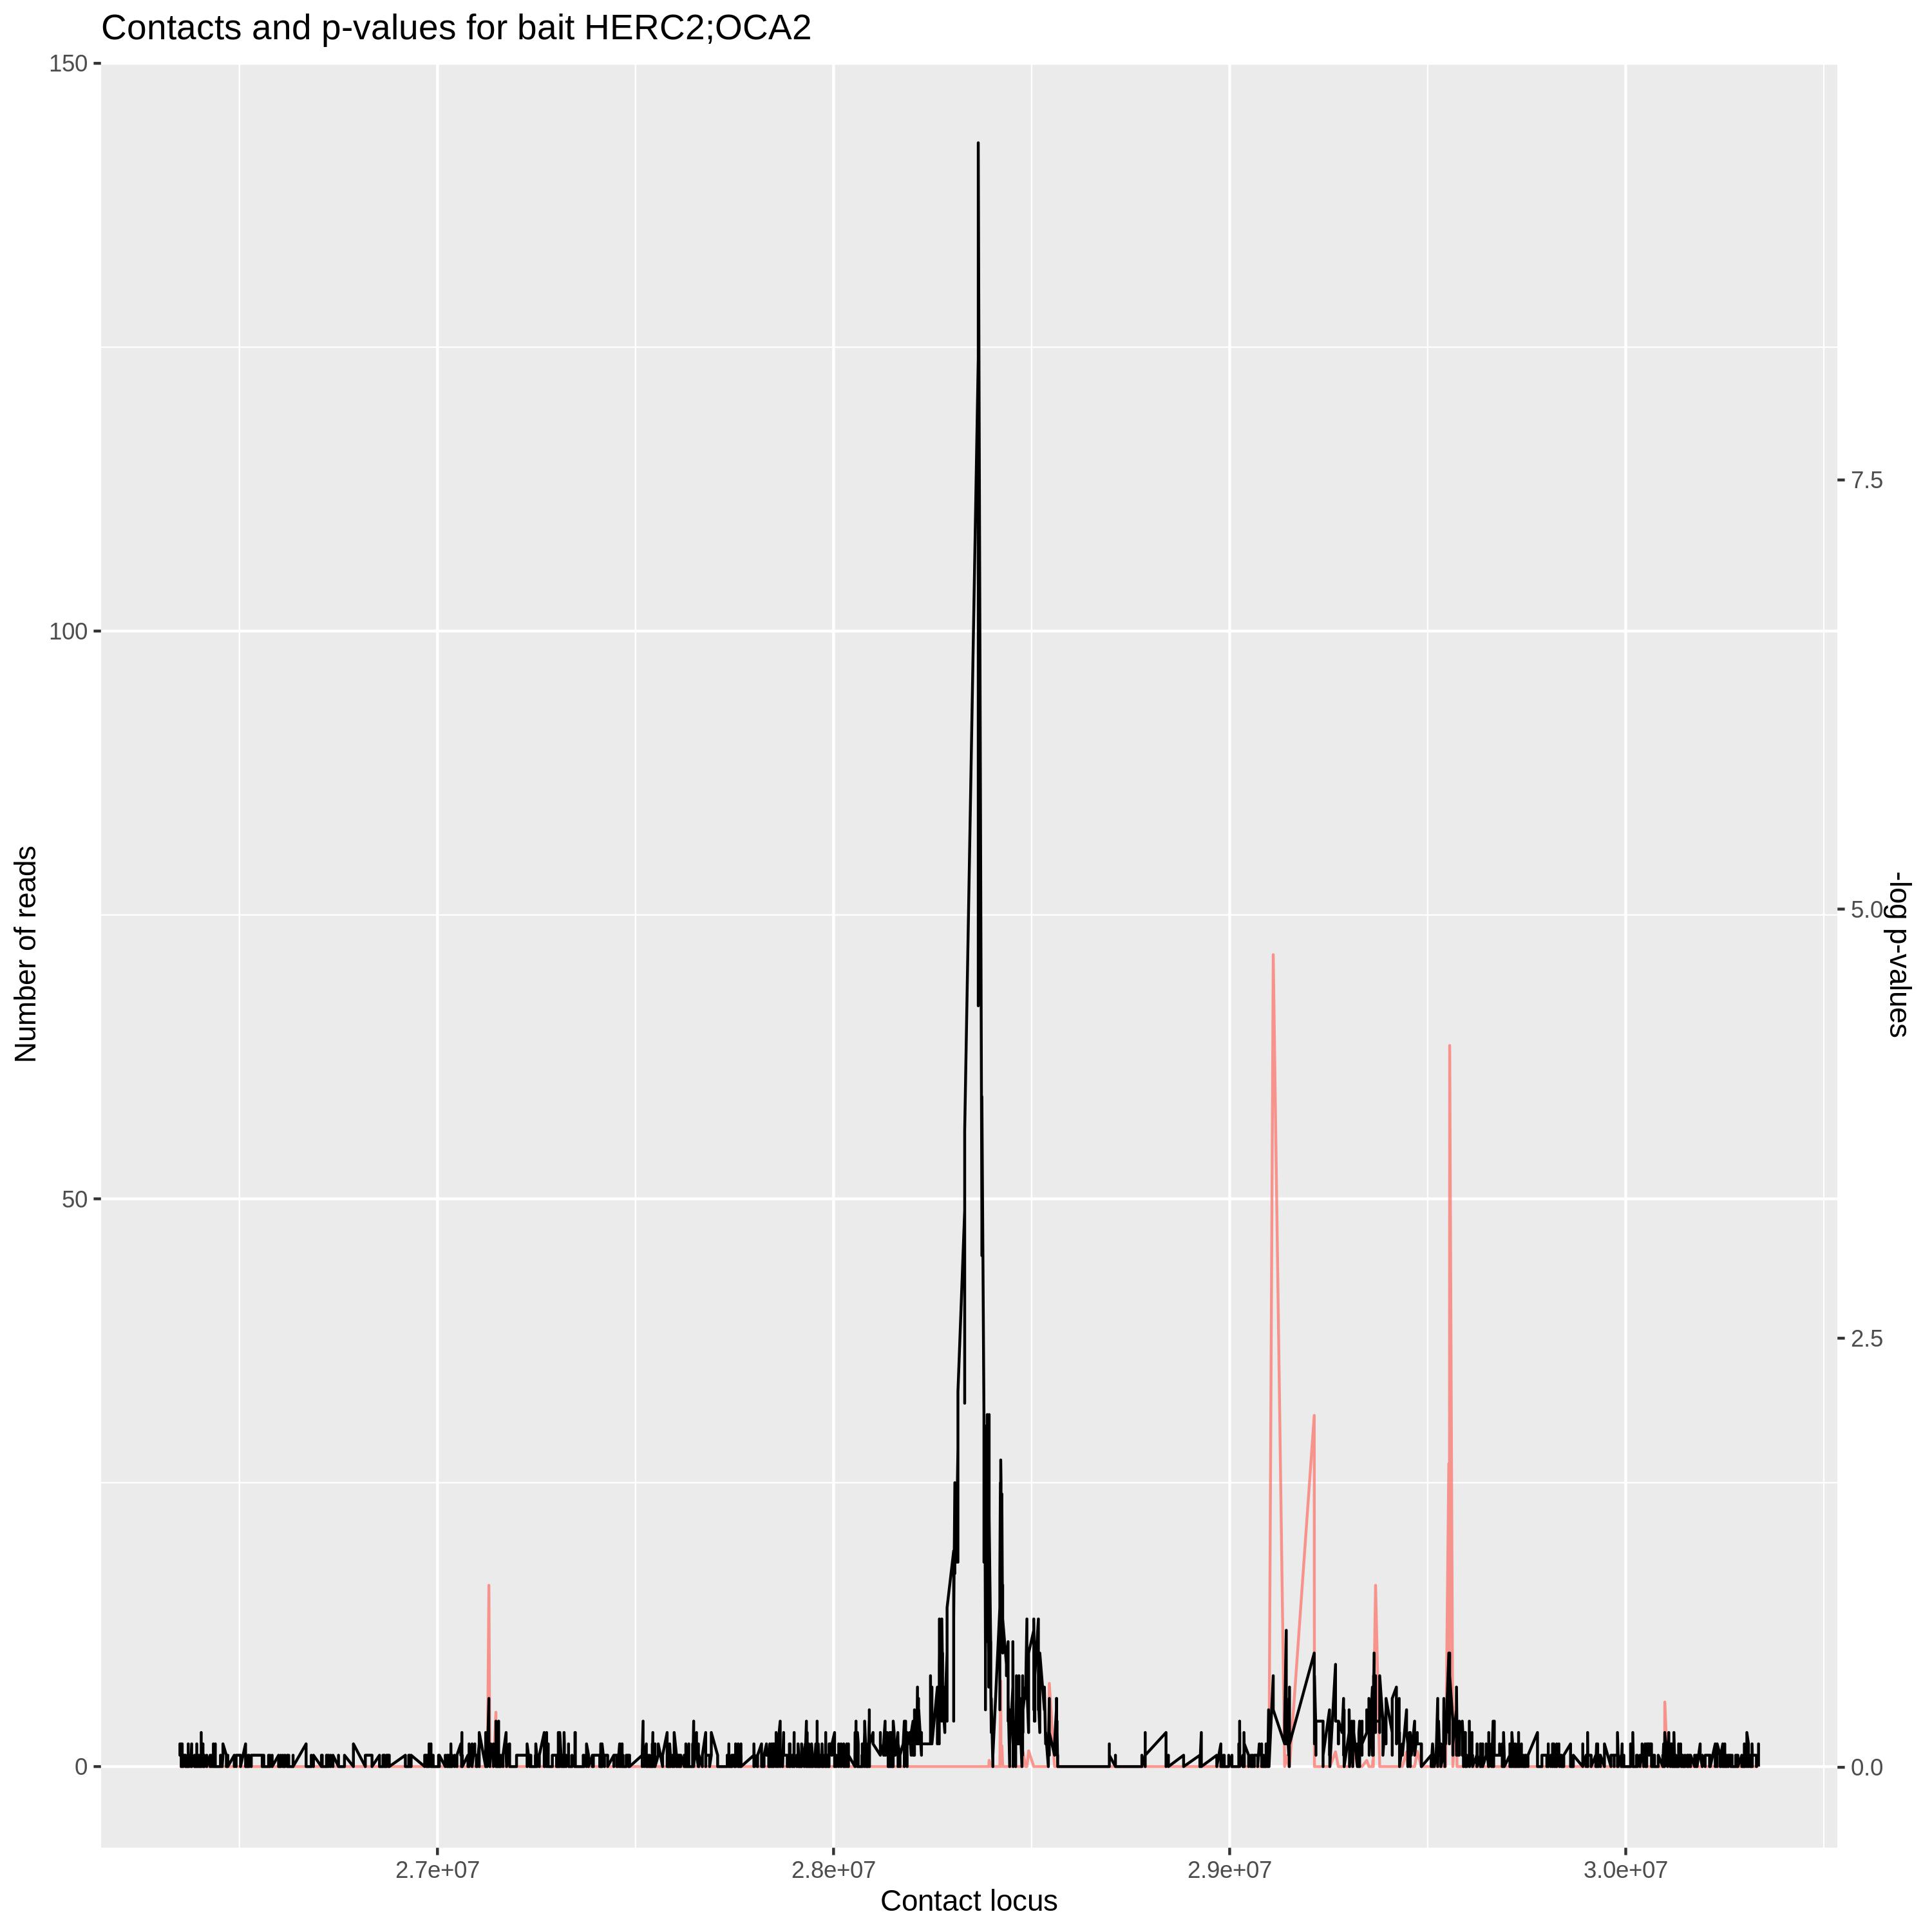 Contacts and p-values for bait HERC2;OCA2
150
100
50
0
Number of reads
7.5
5.0
2.5
0.0
-log p-values
2.7e+07
2.8e+07
2.9e+07
3.0e+07
Contact locus